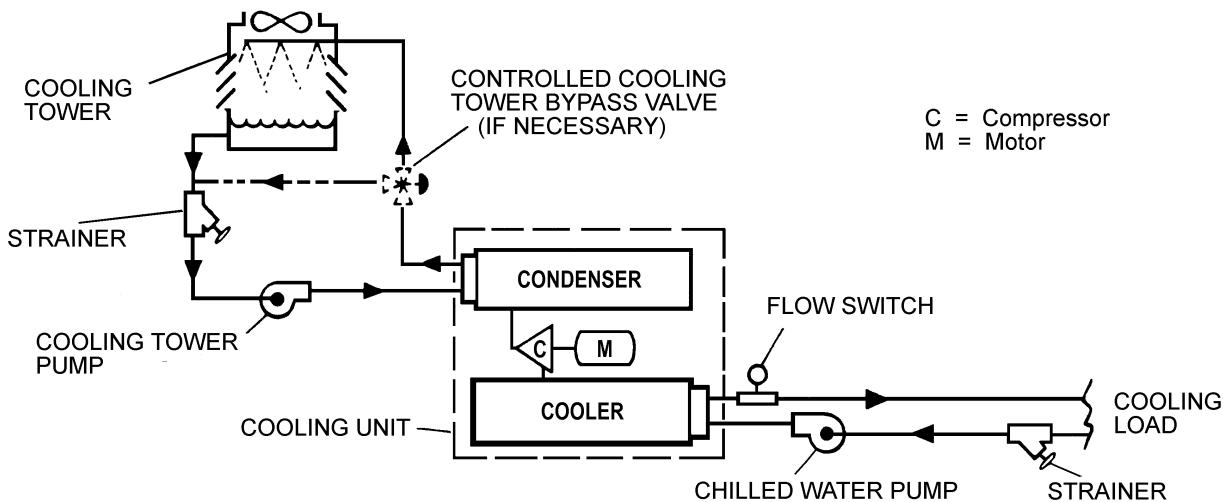 COOLING
TOWER
CONTROLLED COOLING
TOWER BYPASS VALVE
(IF NECESSARY)
C = Compressor
M = Motor
STRAINER
CONDENSER
FLOW SWITCH
COOLING TOWER
PUMP
C
M
COOLER
COOLING
LOAD
COOLING UNIT
CHILLED WATER PUMP
STRAINER